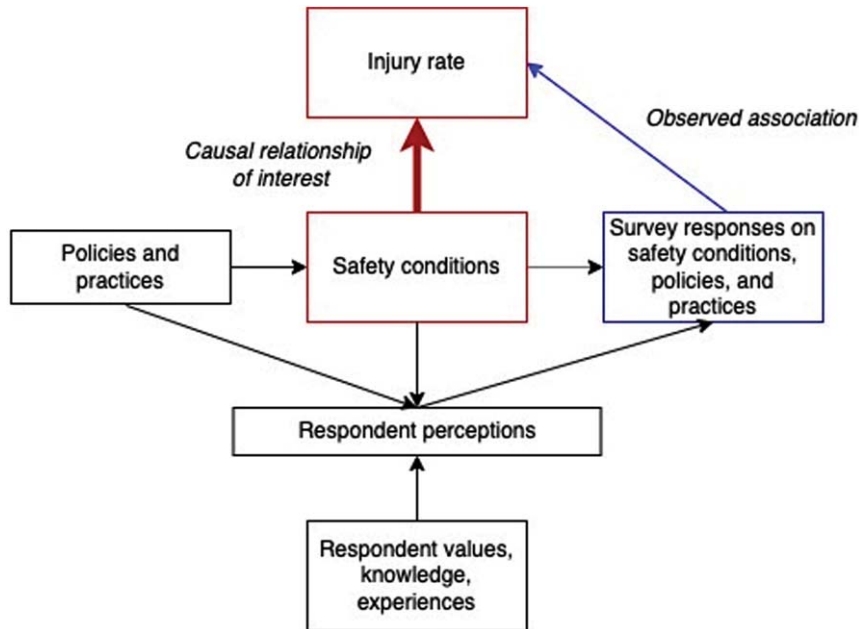 Injury rate
Observed association
Causal relationship
of interest
Policies and
practices
Safety conditions
Survey responses on
safety conditions,
policies, and
practices
Respondent perceptions
Respondent values,
knowledge,
experiences